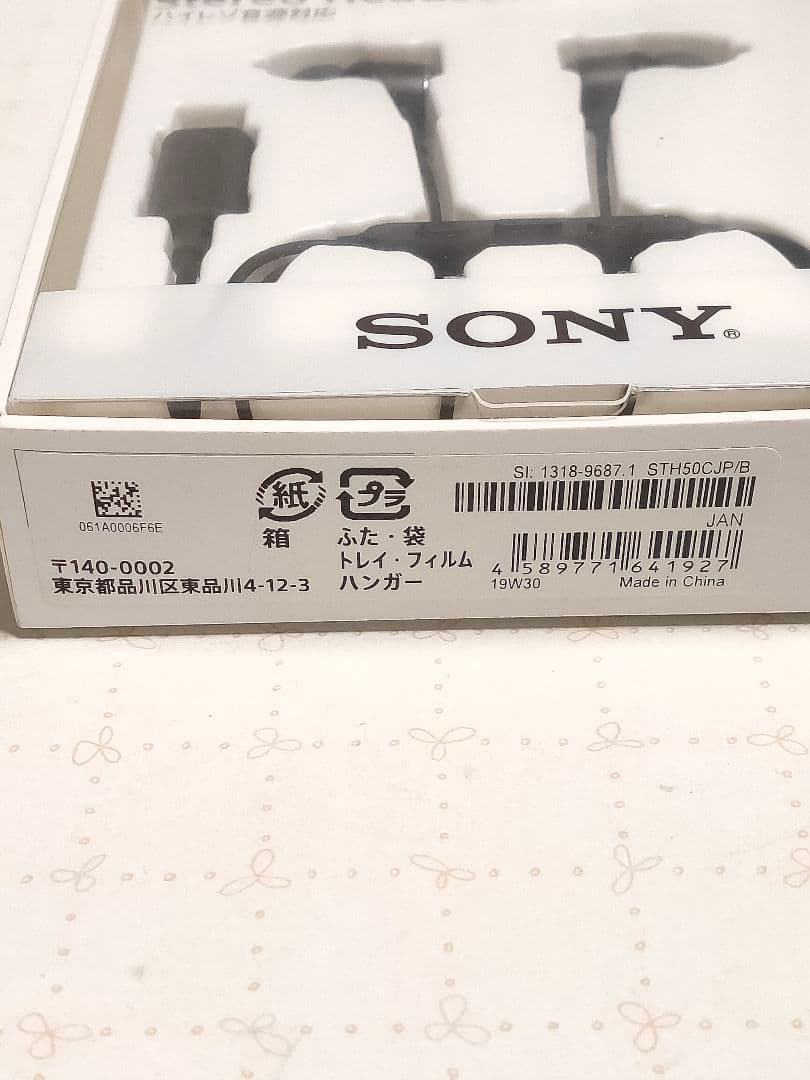 ハイレゾ音源対応
SONY®
SI: 1318-9687.1 STH50CJP/B
061A0006F6E
紙
箱
プラ
ふた・袋
トレイ・フィルム
ハンガー
JAN
4 589771 641927
19W30 Made in China
〒140-0002
東京都品川区東品川4-12-3